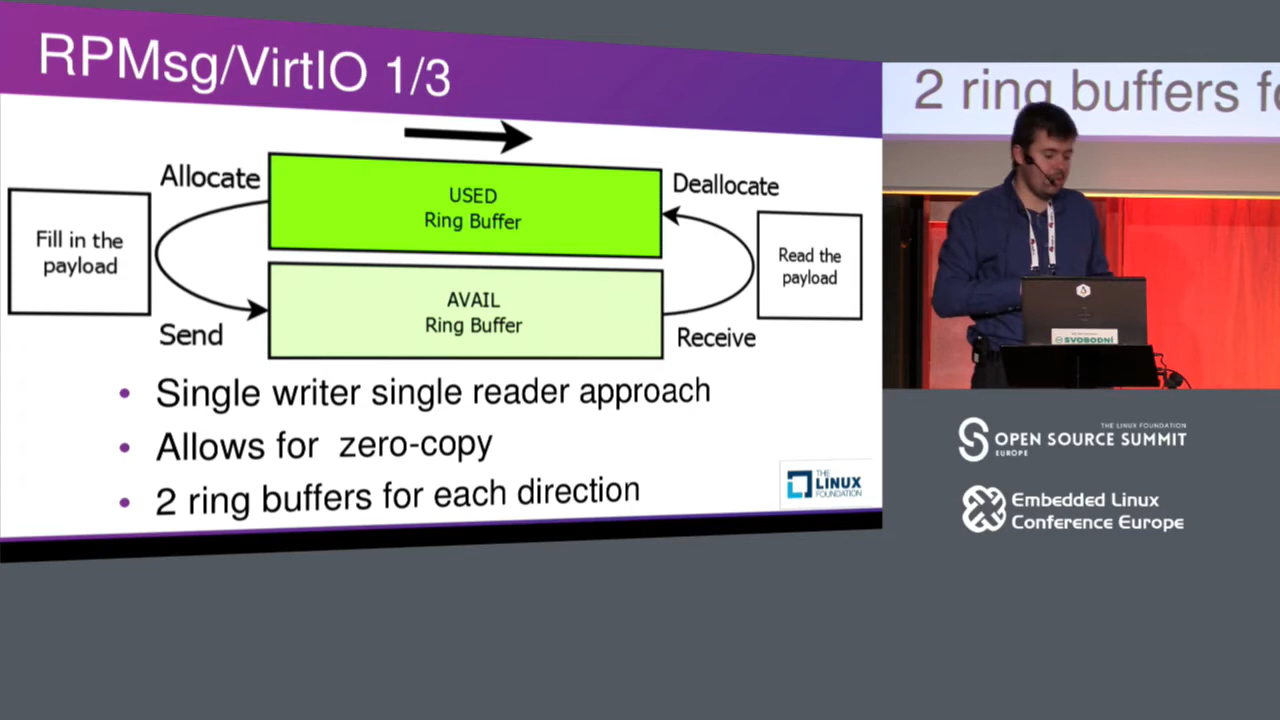 RPMsg/VirtIO 1/3
Allocate
USED
Ring Buffer
Deallocate
Fill in the
payload
Read the
payload
AVAIL
Ring Buffer
Send
Receive
• Single writer single reader approach
• Allows for zero-copy
• 2 ring buffers for each direction
THE
LINUX
FOUNDATION
2 ring buffers fo
SVOBODNÍ
THE LINUX FOUNDATION
OPEN SOURCE SUMMIT
EUROPE
Embedded Linux
Conference Europe